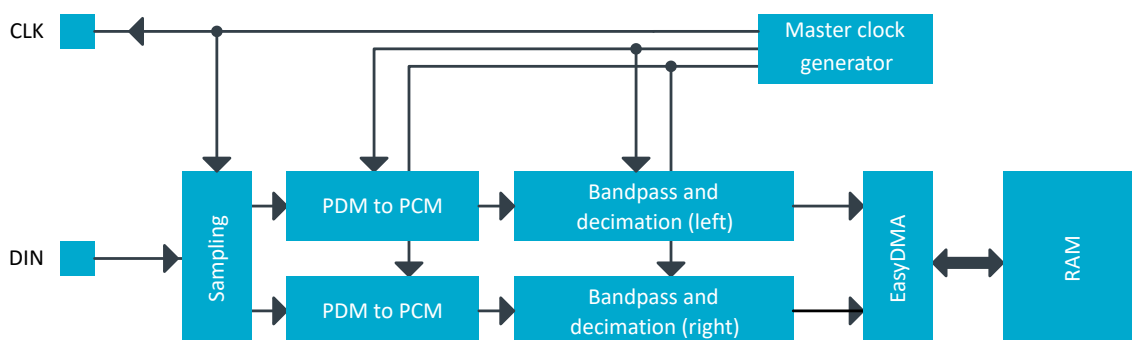 CLK
Master clock
generator
DIN
Sampling
PDM to PCM
Bandpass and
decimation (left)
PDM to PCM
Bandpass and
decimation (right)
EasyDMA
RAM